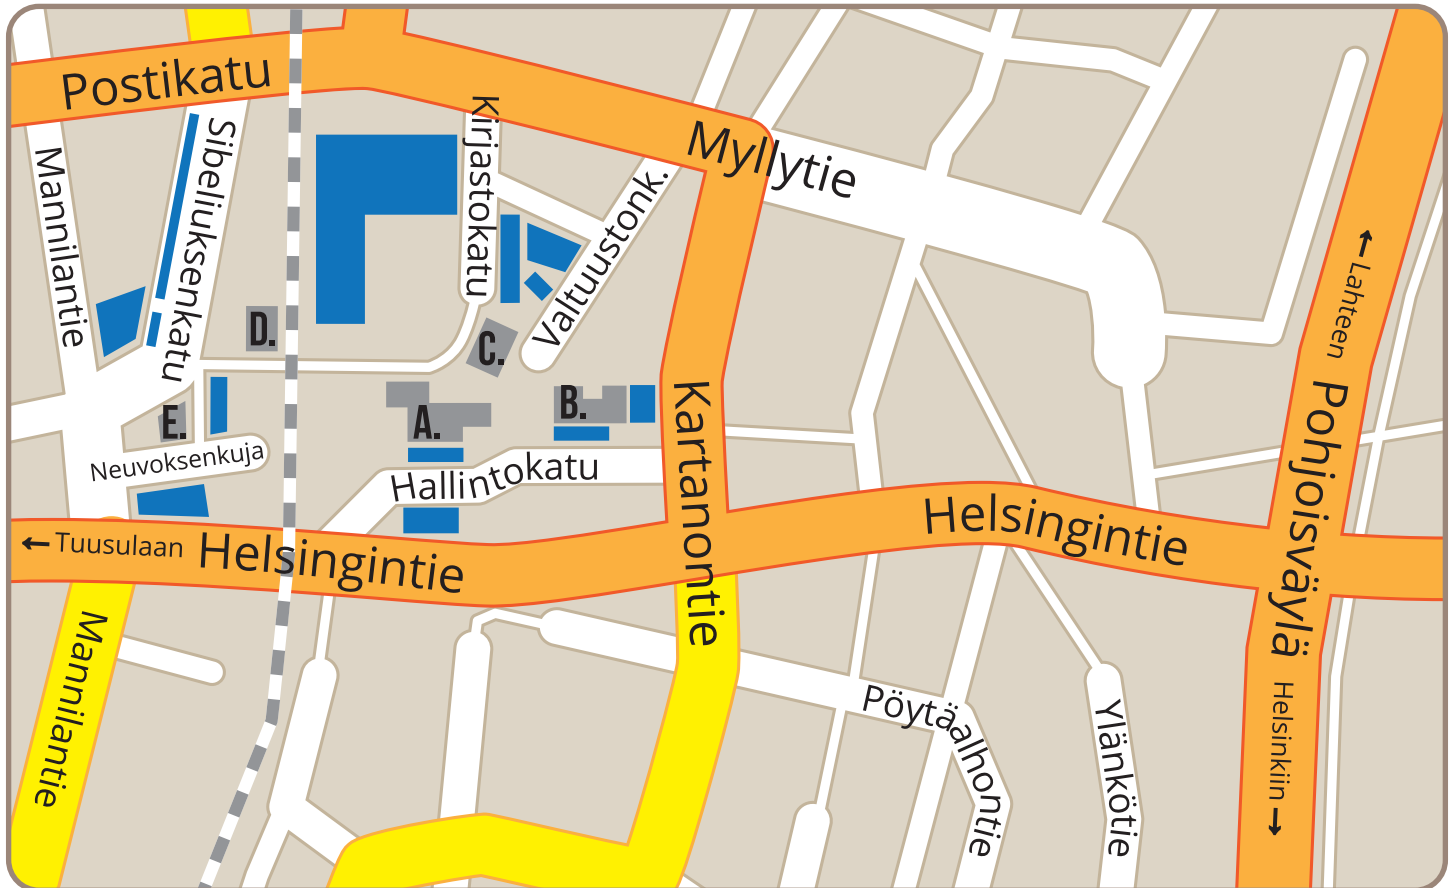 Postikatu
Mannilantie
Sibeliuksenkatu
Kirjastokatu
Valtuustonk.
Myllytie
← Lahteen
Pohjoisväylä
D.
C.
B.
A.
E.
Neuvoksenkuja
Hallintokatu
Kartanontie
← Tuusulaan
Helsingintie
Helsingintie
Mannilantie
Pöytäalhontie
Ylänkötie
Helsinkiin →